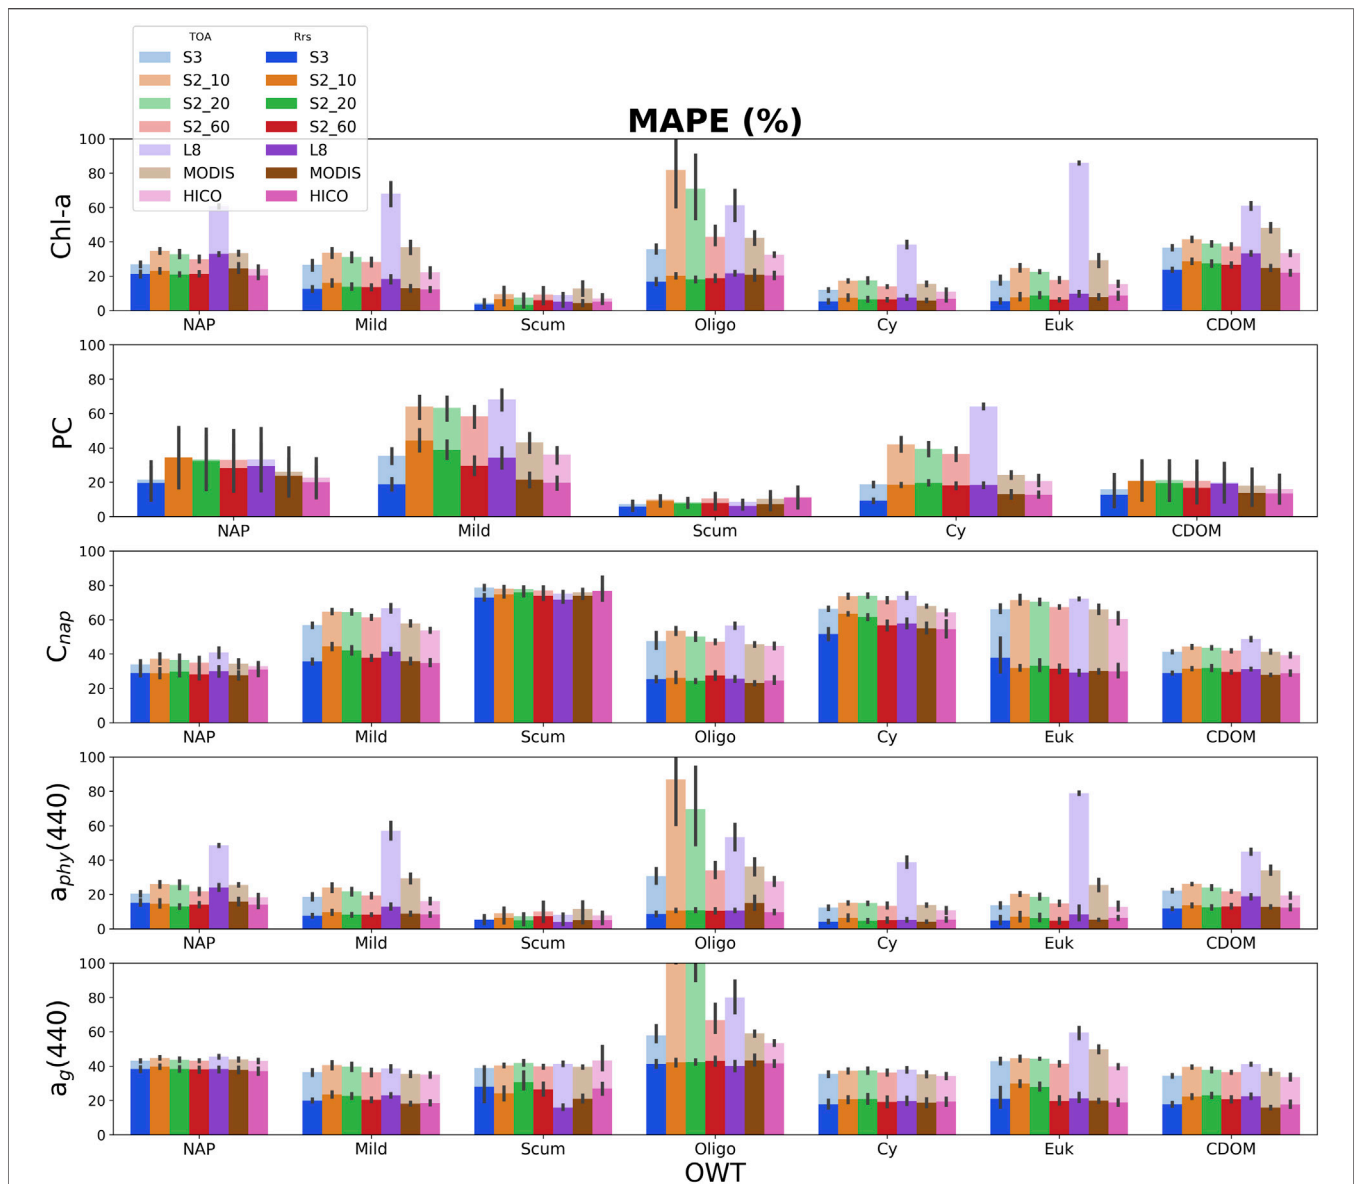 TOA Rrs
S3 S3
S2_10 S2_10
S2_20 S2_20
S2_60 S2_60
L8 L8
MODIS MODIS
HICO HICO
MAPE (%)
Chl-a
100
80
60
40
20
0
NAP Mild Scum Oligo Cy Euk CDOM
PC
100
80
60
40
20
0
NAP Mild Scum Cy CDOM
C_nap
100
80
60
40
20
0
NAP Mild Scum Oligo Cy Euk CDOM
a_phy(440)
100
80
60
40
20
0
NAP Mild Scum Oligo Cy Euk CDOM
a_g(440)
100
80
60
40
20
0
NAP Mild Scum Oligo Cy Euk CDOM
OWT